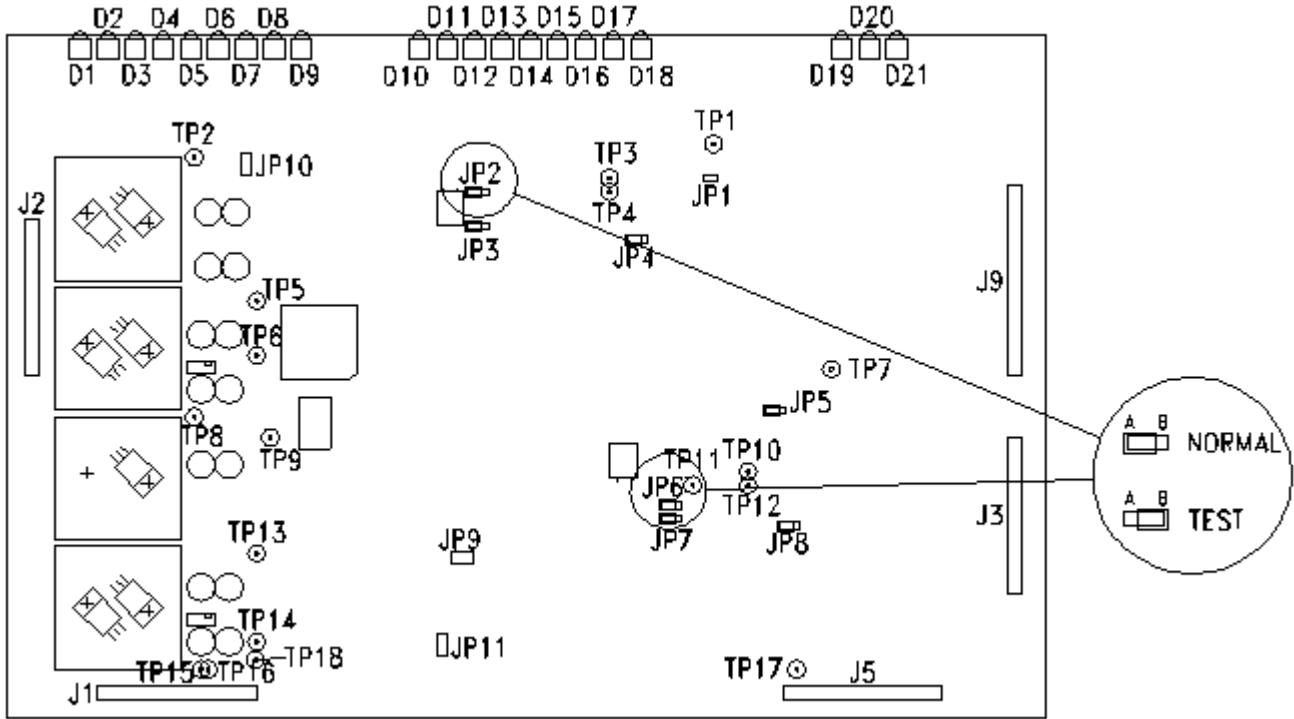 D2 D4 D6 D8 D11 D13 D15 D17 D20
D1 D3 D5 D7 D9 D10 D12 D14 D16 D18 D19 D21
TP1
TP2
JP10
TP3
JP2
JP1
J2
TP4
JP3
JP4
J9
TP5
TP6
TP7
JP5
TP8
TP9
A B
NORMAL
TP11 TP10
JP6
TP12
A B
TEST
J3
TP13
JP9
JP7
JP8
TP14
JP11
TP18
TP15 TP16
TP17
J5
J1